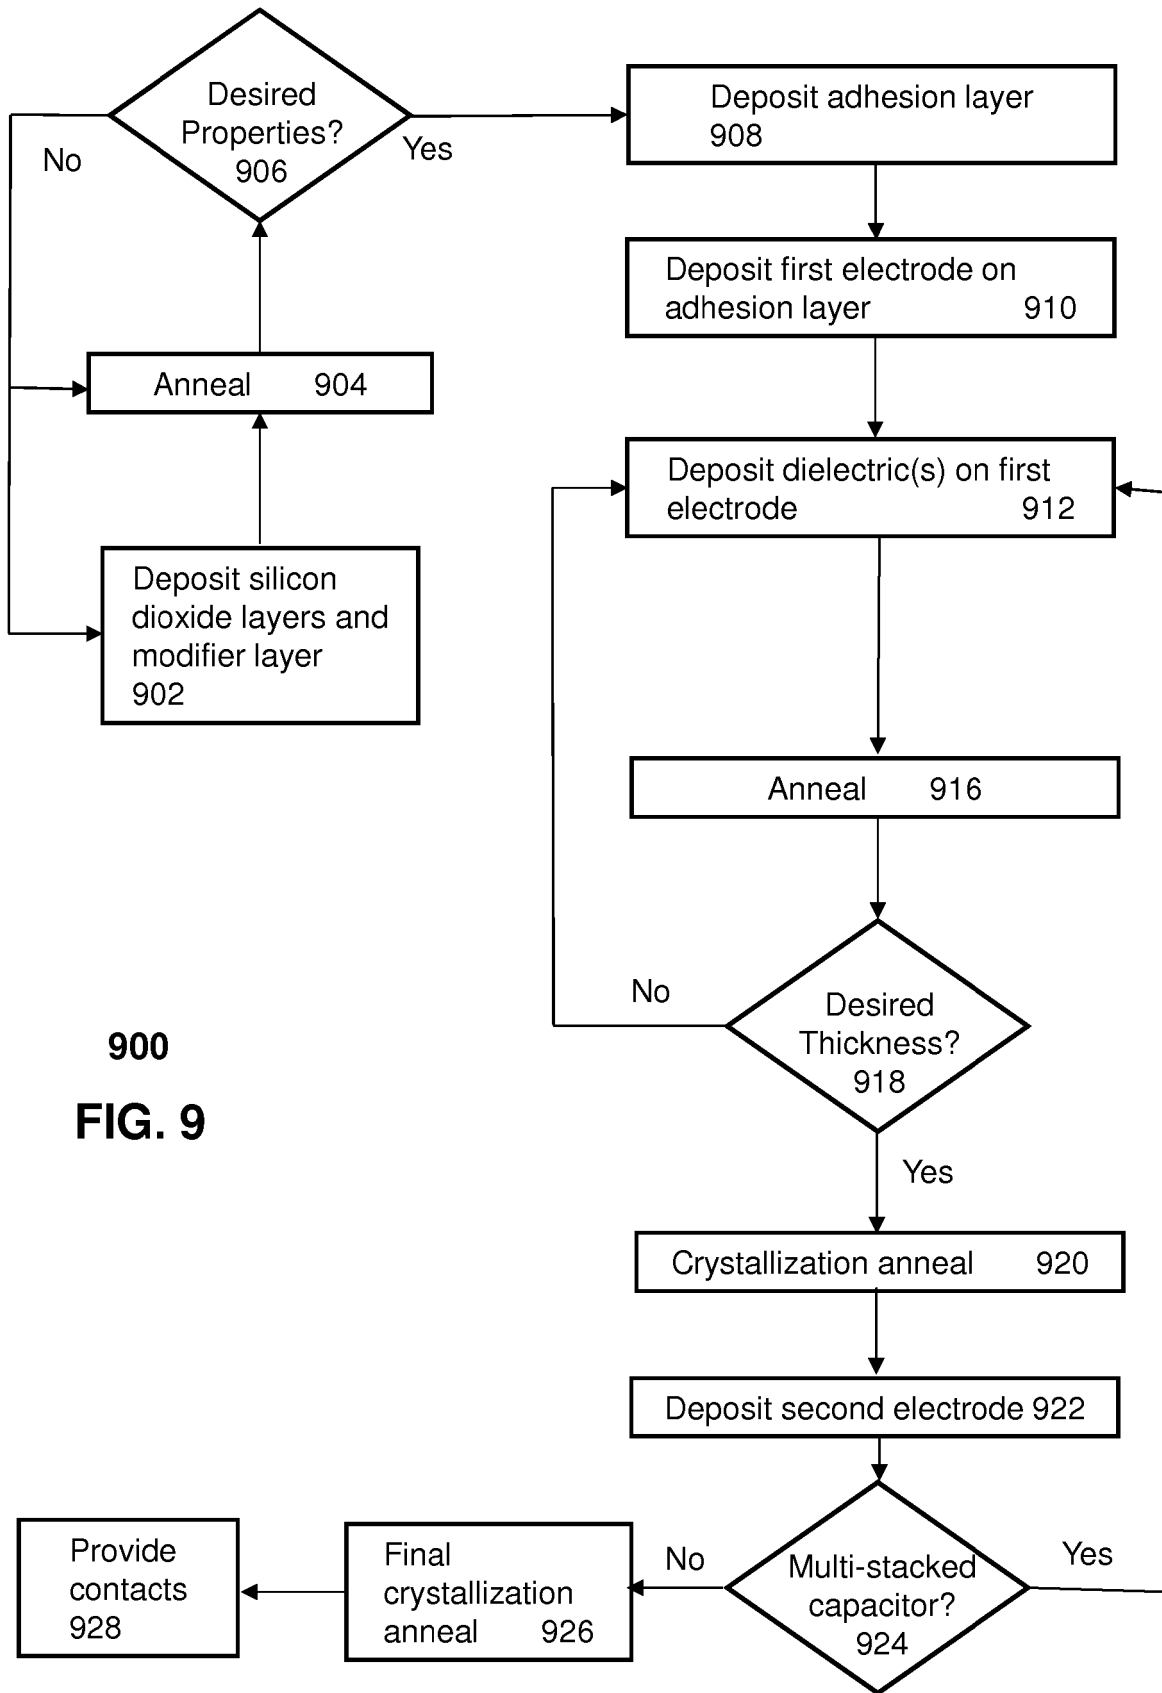 Desired
Properties?
906
No
Yes
Deposit adhesion layer
908
Deposit first electrode on
adhesion layer 910
Anneal 904
Deposit dielectric(s) on first
electrode 912
Deposit silicon
dioxide layers and
modifier layer
902
Anneal 916
No
Desired
Thickness?
918
900
FIG. 9
Yes
Crystallization anneal 920
Deposit second electrode 922
Multi-stacked
capacitor?
924
Yes
No
Final
crystallization
anneal 926
Provide
contacts
928